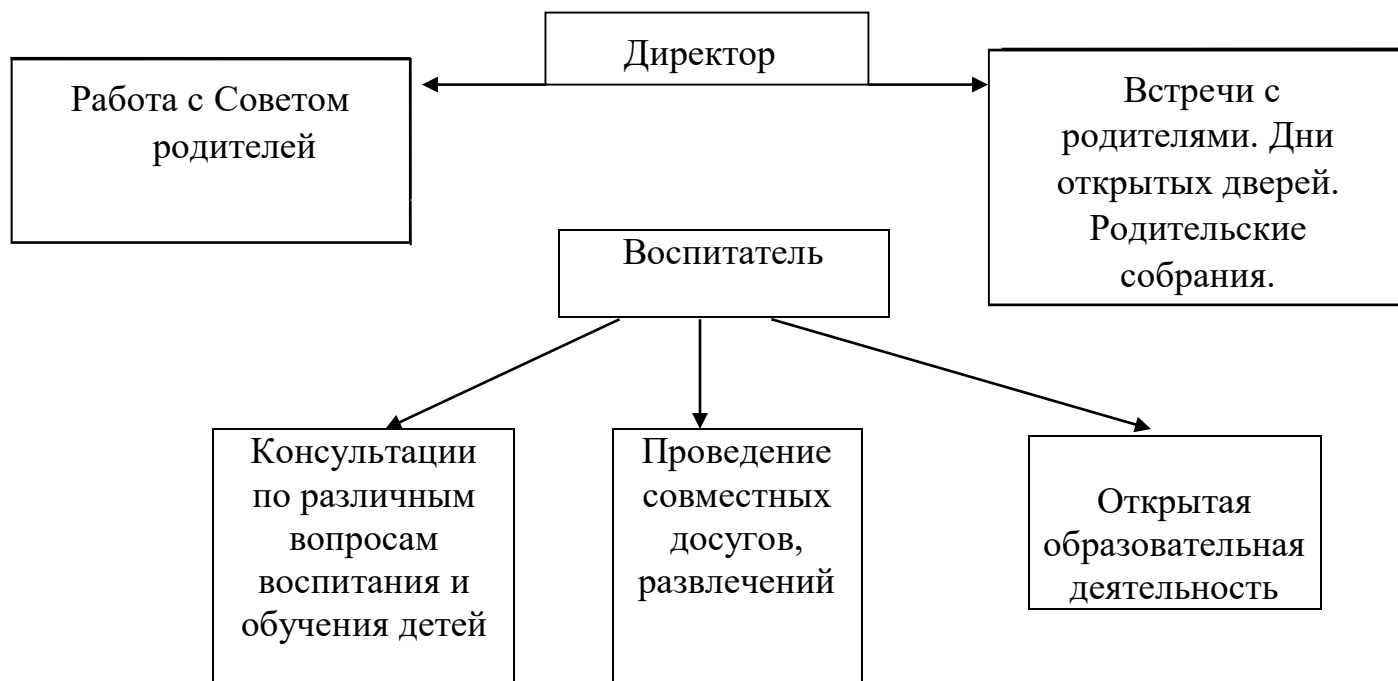 Директор
Работа с Советом
родителей
Встречи с
родителями. Дни
открытых дверей.
Родительские
собрания.
Воспитатель
Консультации
по различным
вопросам
воспитания и
обучения детей
Проведение
совместных
досугов,
развлечений
Открытая
образовательная
деятельность